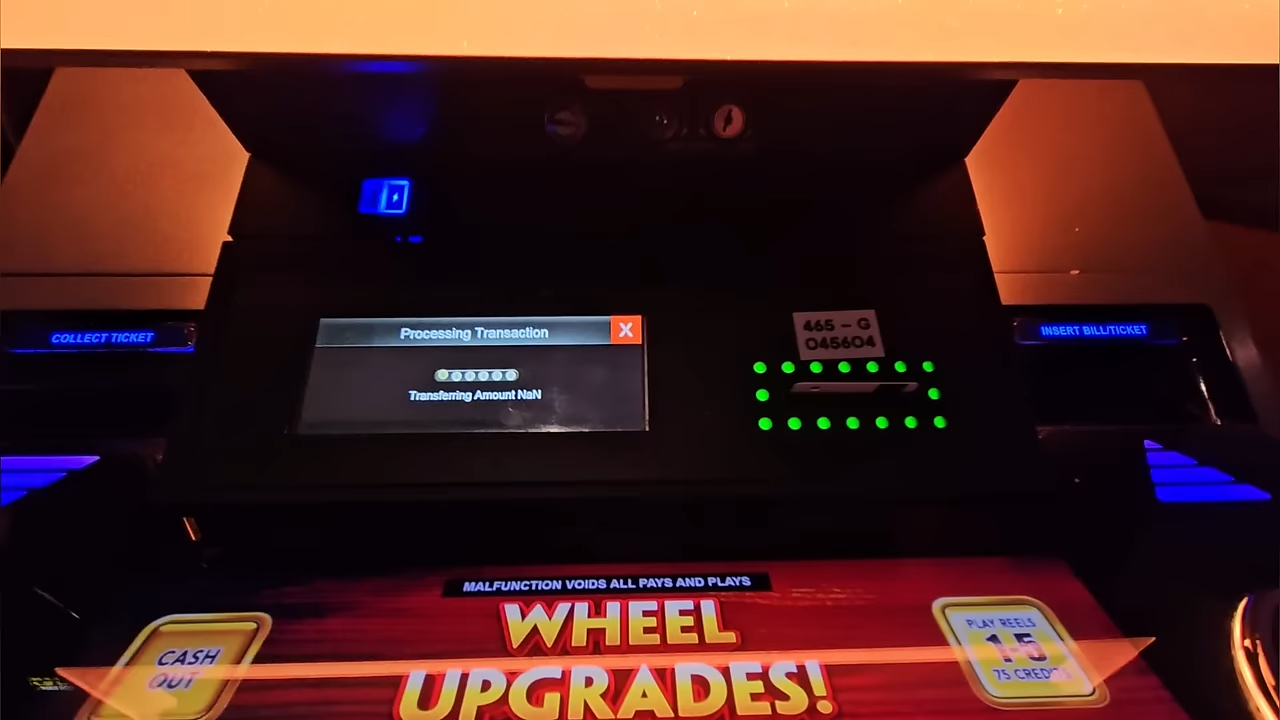 COLLECT TICKET
Processing Transaction
X
Transferring Amount NaN
465 - G
045604
INSERT BILL/TICKET
MALFUNCTION VOIDS ALL PAYS AND PLAYS
WHEEL
UPGRADES!
CASH
OUT
PLAY REELS
1-5
75 CREDITS